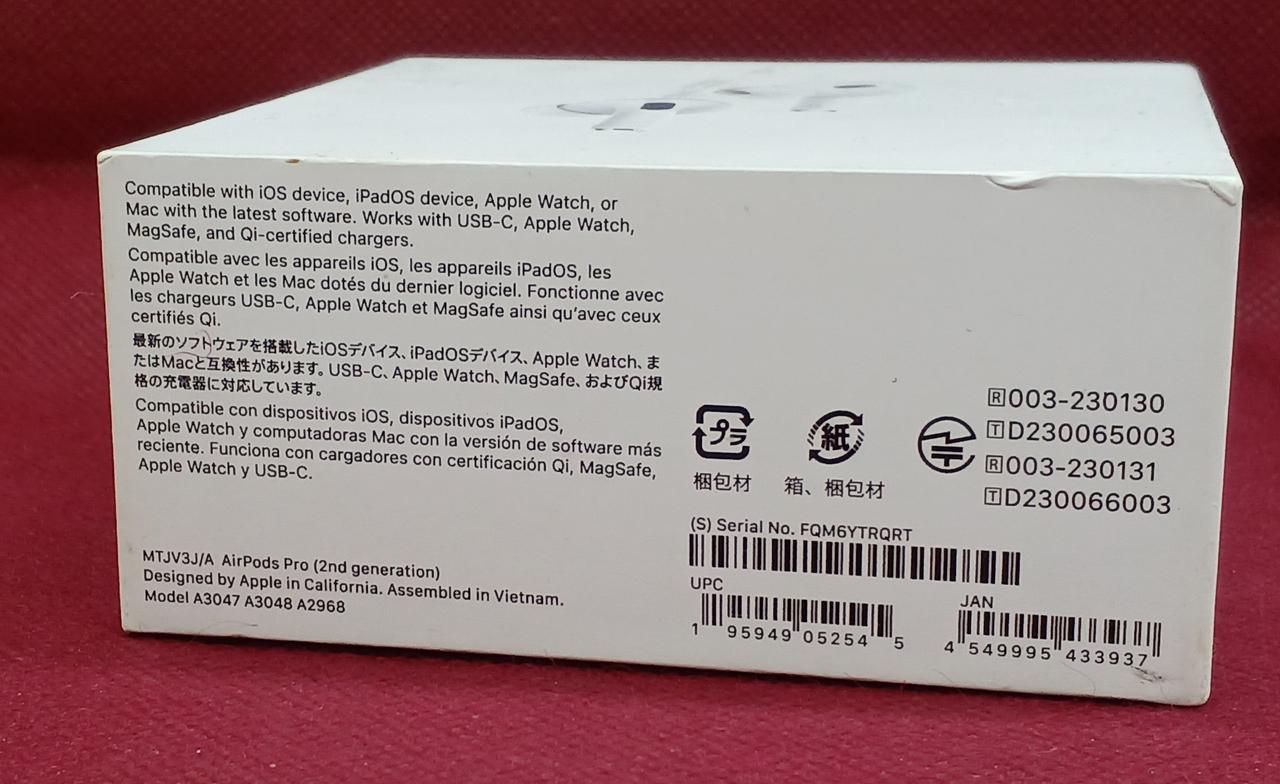 Compatible with iOS device, iPadOS device, Apple Watch, or
Mac with the latest software. Works with USB-C, Apple Watch,
MagSafe, and Qi-certified chargers.
Compatible avec les appareils iOS, les appareils iPadOS, les
Apple Watch et les Mac dotés du dernier logiciel. Fonctionne avec
les chargeurs USB-C, Apple Watch et MagSafe ainsi qu'avec ceux
certifiés Qi.
最新のソフトウェアを搭載したiOSデバイス、iPadOSデバイス、Apple Watch、ま
たはMacと互換性があります。USB-C、Apple Watch、MagSafe、およびQi規
格の充電器に対応しています。
Compatible con dispositivos iOS, dispositivos iPadOS,
Apple Watch y computadoras Mac con la versión de software más
reciente. Funciona con cargadores con certificación Qi, MagSafe,
Apple Watch y USB-C.
MTJV3J/A AirPods Pro (2nd generation)
Designed by Apple in California. Assembled in Vietnam.
Model A3047 A3048 A2968
プラ
梱包材
紙
箱、梱包材
R 003-230130
T D230065003
R 003-230131
T D230066003
(S) Serial No. FQM6YTRQRT
UPC
1 95949 05254 5
JAN
4 549995 433937